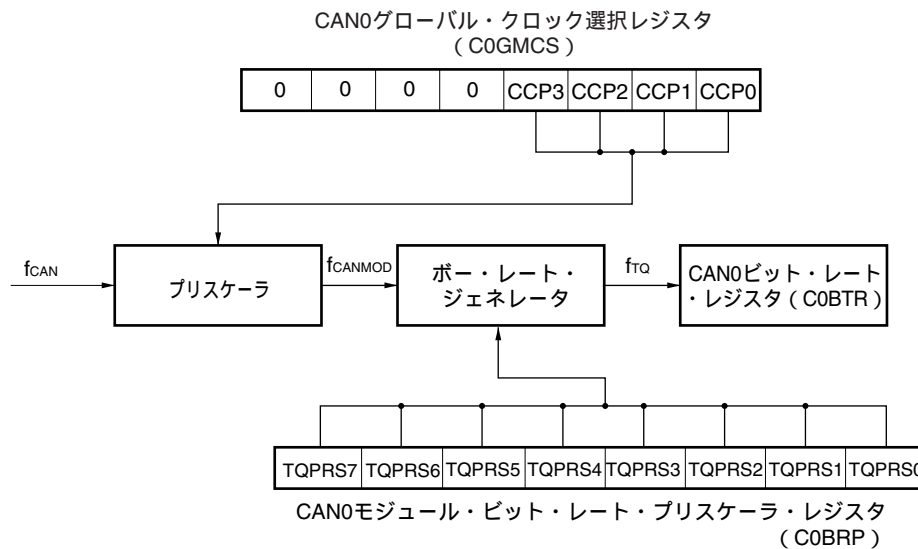 CAN0グローバル・クロック選択レジスタ
（C0GMCS）
0 0 0 0 CCP3 CCP2 CCP1 CCP0
fCAN
プリスケーラ
fCANMOD
ボー・レート・
ジェネレータ
fTQ
CAN0ビット・レート
・レジスタ（C0BTR）
TQPRS7 TQPRS6 TQPRS5 TQPRS4 TQPRS3 TQPRS2 TQPRS1 TQPRS0
CAN0モジュール・ビット・レート・プリスケーラ・レジスタ
（C0BRP）